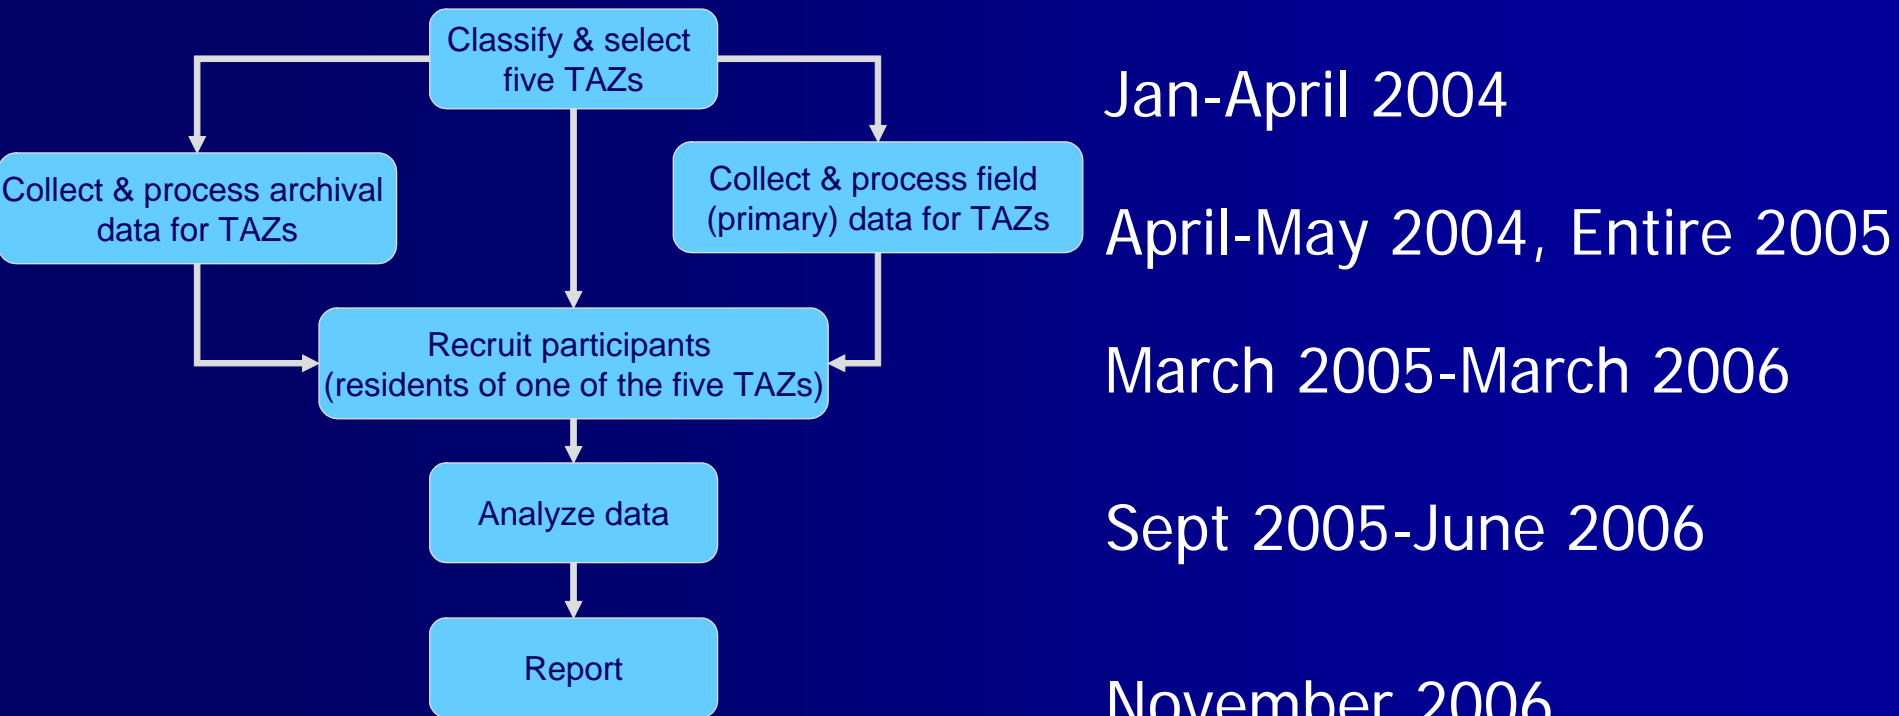 Classify & select
five TAZs
Jan-April 2004
Collect & process archival
data for TAZs
Collect & process field
(primary) data for TAZs
April-May 2004, Entire 2005
Recruit participants
(residents of one of the five TAZs)
March 2005-March 2006
Analyze data
Sept 2005-June 2006
Report
November 2006